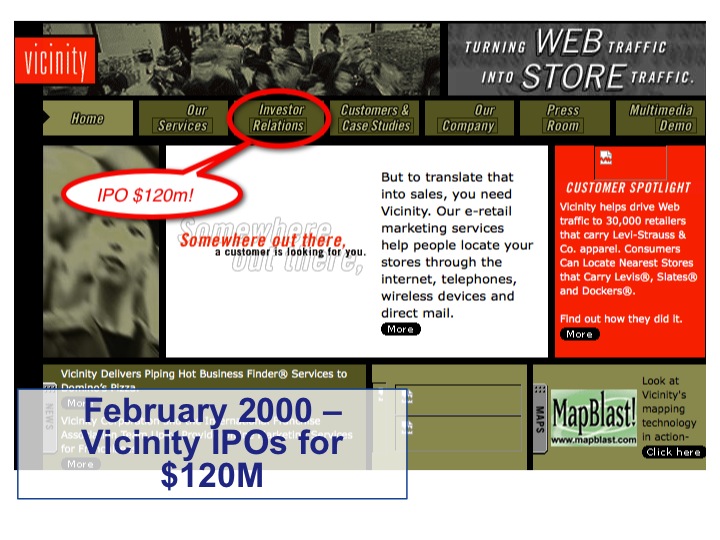 vicinity
TURNING WEB TRAFFIC
INTO STORE TRAFFIC.
Home
Our
Services
Investor
Relations
Customers &
Case Studies
Our
Company
Press
Room
Multimedia
Demo
IPO $120m!
Somewhere
out there,
Somewhere out there,
a customer is looking for you.
But to translate that
into sales, you need
Vicinity. Our e-retail
marketing services
help people locate your
stores through the
internet, telephones,
wireless devices and
direct mail.
More
CUSTOMER SPOTLIGHT
Vicinity helps drive Web
traffic to 30,000 retailers
that carry Levi-Strauss &
Co. apparel. Consumers
Can Locate Nearest Stores
that Carry Levis®, Slates®
and Dockers®.
Find out how they did it.
More
NEWS
Vicinity Delivers Piping Hot Business Finder® Services to
Domino's Pizza
More
Vicinity
Services
for
More
February 2000 –
Vicinity IPOs for
$120M
MAPS
MapBlast!
www.mapblast.com
Look at
Vicinity's
mapping
technology
in action-
Click here